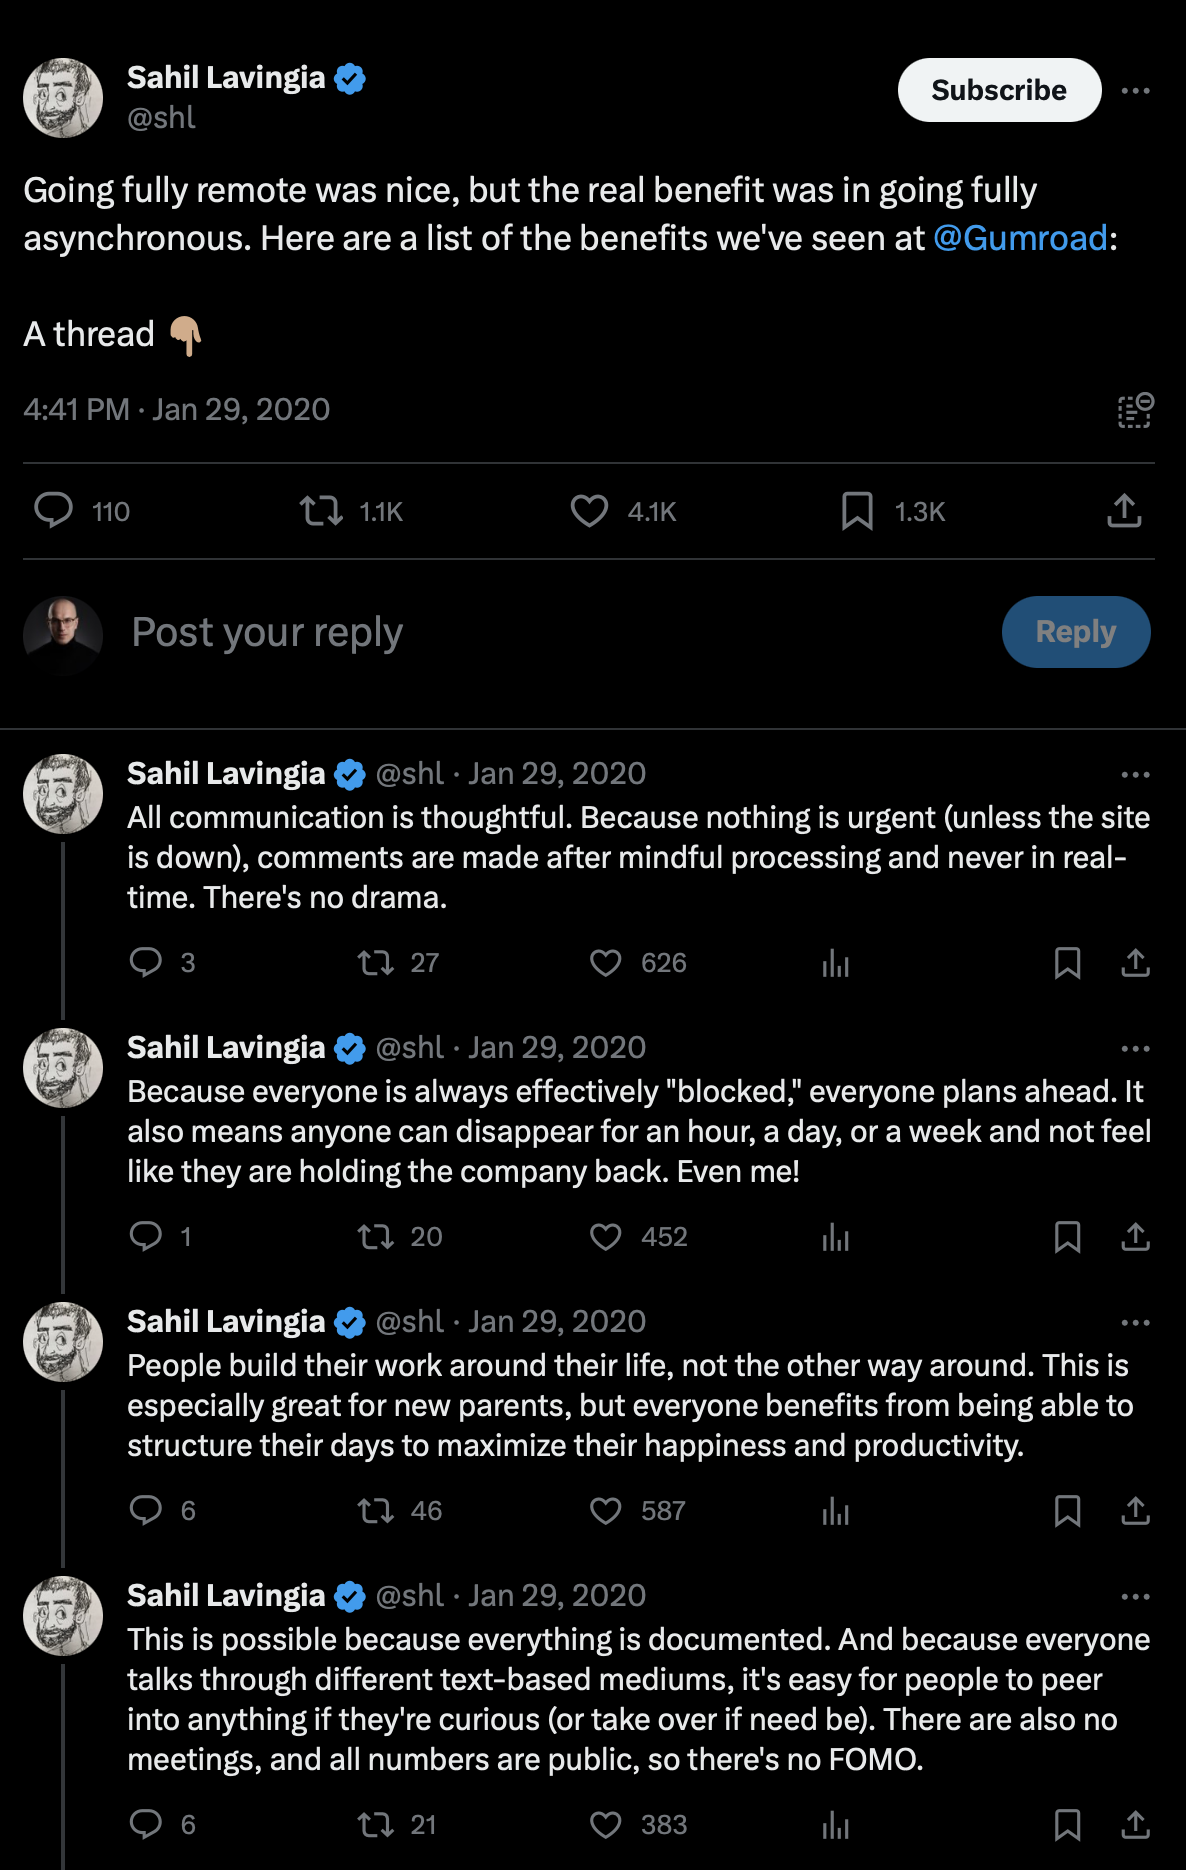 Sahil Lavingia
@shl
Subscribe
Going fully remote was nice, but the real benefit was in going fully
asynchronous. Here are a list of the benefits we've seen at @Gumroad:
A thread 👇🏽
4:41 PM · Jan 29, 2020
110 1.1K 4.1K 1.3K
Post your reply
Reply
Sahil Lavingia @shl · Jan 29, 2020
All communication is thoughtful. Because nothing is urgent (unless the site
is down), comments are made after mindful processing and never in real-
time. There's no drama.
3 27 626
Sahil Lavingia @shl · Jan 29, 2020
Because everyone is always effectively "blocked," everyone plans ahead. It
also means anyone can disappear for an hour, a day, or a week and not feel
like they are holding the company back. Even me!
1 20 452
Sahil Lavingia @shl · Jan 29, 2020
People build their work around their life, not the other way around. This is
especially great for new parents, but everyone benefits from being able to
structure their days to maximize their happiness and productivity.
6 46 587
Sahil Lavingia @shl · Jan 29, 2020
This is possible because everything is documented. And because everyone
talks through different text-based mediums, it's easy for people to peer
into anything if they're curious (or take over if need be). There are also no
meetings, and all numbers are public, so there's no FOMO.
6 21 383